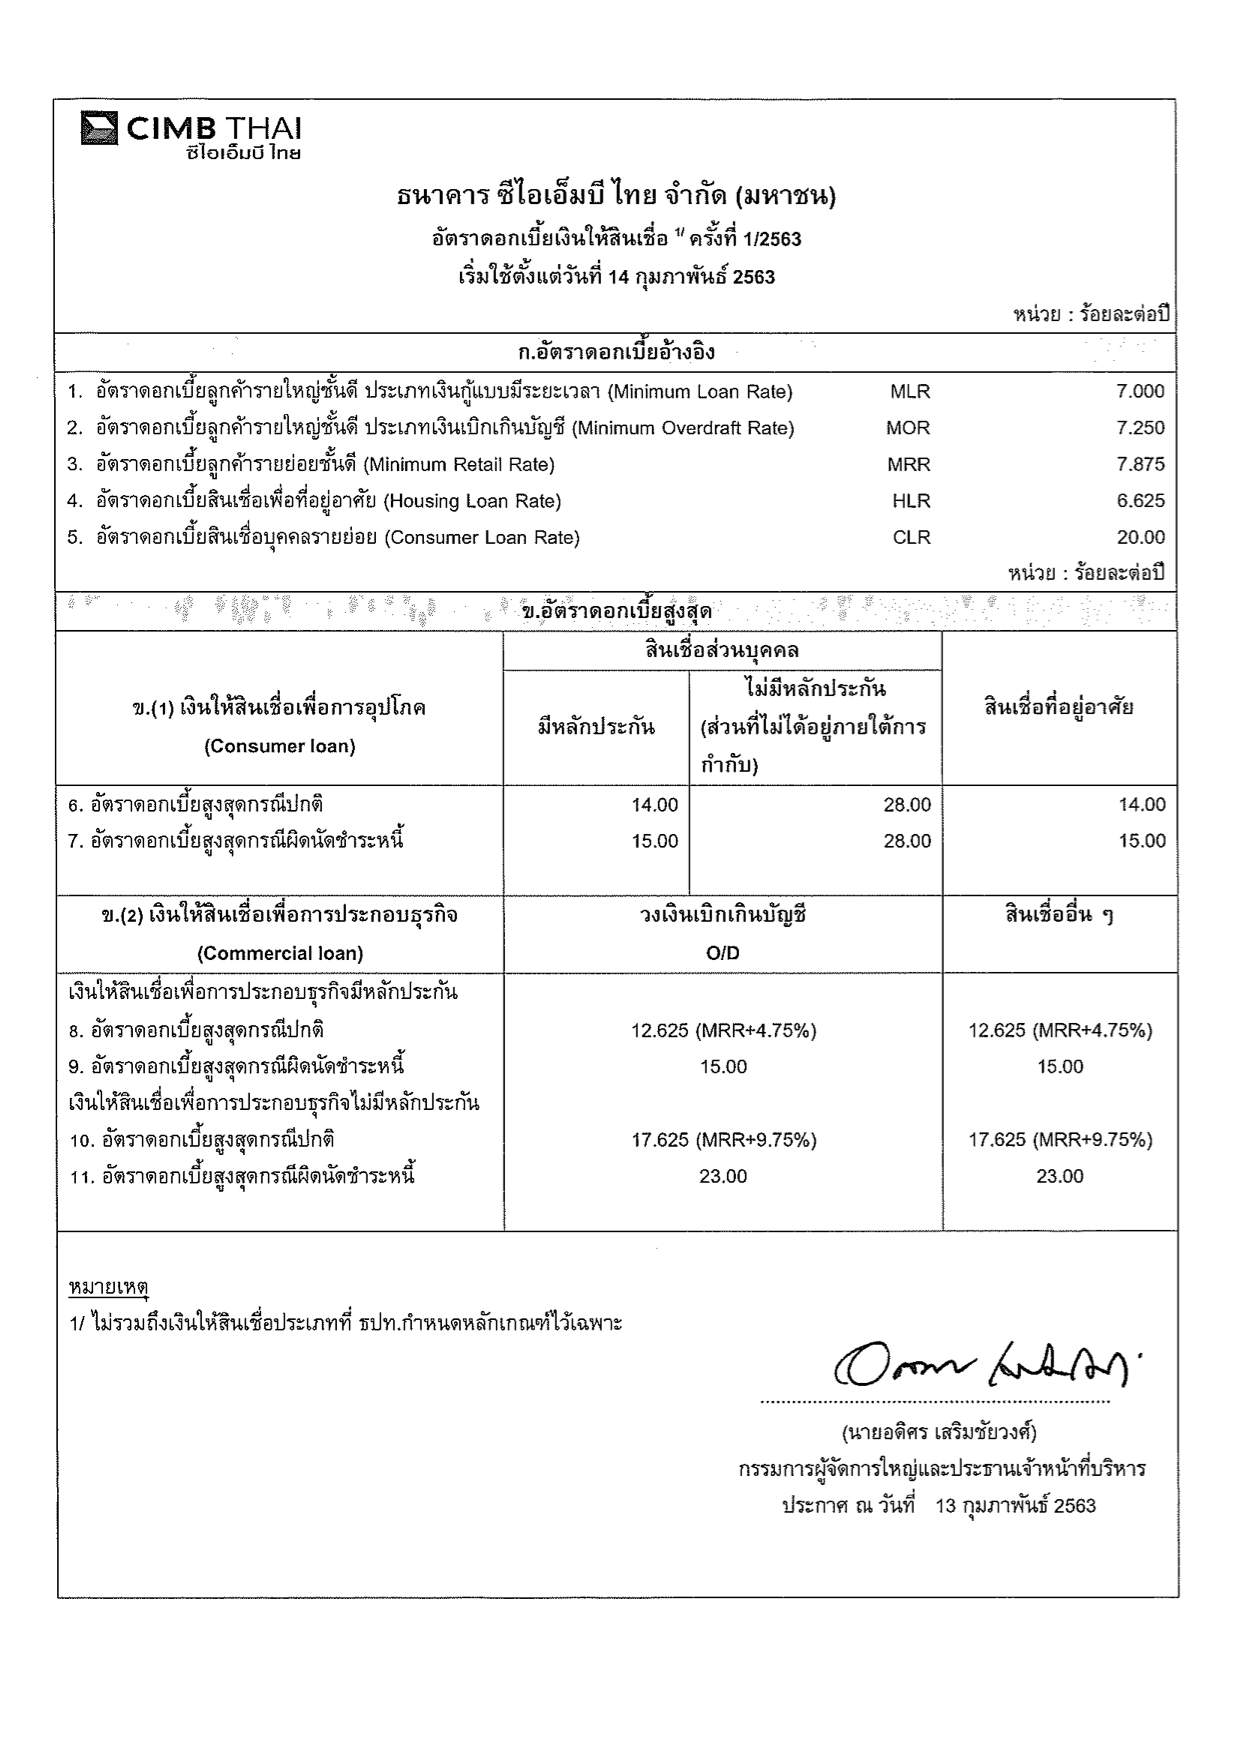 CIMB THAI
ซีไอเอ็มบี ไทย
ธนาคาร ซีไอเอ็มบี ไทย จำกัด (มหาชน)
อัตราดอกเบี้ยเงินให้สินเชื่อ 1/ ครั้งที่ 1/2563
เริ่มใช้ตั้งแต่วันที่ 14 กุมภาพันธ์ 2563
หน่วย : ร้อยละต่อปี
ก.อัตราดอกเบี้ยอ้างอิง
1. อัตราดอกเบี้ยลูกค้ารายใหญ่ชั้นดี ประเภทเงินกู้แบบมีระยะเวลา (Minimum Loan Rate) MLR 7.000
2. อัตราดอกเบี้ยลูกค้ารายใหญ่ชั้นดี ประเภทเงินเบิกเกินบัญชี (Minimum Overdraft Rate) MOR 7.250
3. อัตราดอกเบี้ยลูกค้ารายย่อยชั้นดี (Minimum Retail Rate) MRR 7.875
4. อัตราดอกเบี้ยสินเชื่อเพื่อที่อยู่อาศัย (Housing Loan Rate) HLR 6.625
5. อัตราดอกเบี้ยสินเชื่อบุคคลรายย่อย (Consumer Loan Rate) CLR 20.00
หน่วย : ร้อยละต่อปี
ข.อัตราดอกเบี้ยสูงสุด
ข.(1) เงินให้สินเชื่อเพื่อการอุปโภค
(Consumer loan)
สินเชื่อส่วนบุคคล
มีหลักประกัน
ไม่มีหลักประกัน
(ส่วนที่ไม่ได้อยู่ภายใต้การ
กำกับ)
สินเชื่อที่อยู่อาศัย
6. อัตราดอกเบี้ยสูงสุดกรณีปกติ 14.00 28.00 14.00
7. อัตราดอกเบี้ยสูงสุดกรณีผิดนัดชำระหนี้ 15.00 28.00 15.00
ข.(2) เงินให้สินเชื่อเพื่อการประกอบธุรกิจ วงเงินเบิกเกินบัญชี สินเชื่ออื่น ๆ
(Commercial loan) O/D
เงินให้สินเชื่อเพื่อการประกอบธุรกิจมีหลักประกัน
8. อัตราดอกเบี้ยสูงสุดกรณีปกติ 12.625 (MRR+4.75%) 12.625 (MRR+4.75%)
9. อัตราดอกเบี้ยสูงสุดกรณีผิดนัดชำระหนี้ 15.00 15.00
เงินให้สินเชื่อเพื่อการประกอบธุรกิจไม่มีหลักประกัน
10. อัตราดอกเบี้ยสูงสุดกรณีปกติ 17.625 (MRR+9.75%) 17.625 (MRR+9.75%)
11. อัตราดอกเบี้ยสูงสุดกรณีผิดนัดชำระหนี้ 23.00 23.00
หมายเหตุ
1/ ไม่รวมถึงเงินให้สินเชื่อประเภทที่ ธปท.กำหนดหลักเกณฑ์ไว้เฉพาะ
(นายอดิศร เสริมชัยวงศ์)
กรรมการผู้จัดการใหญ่และประธานเจ้าหน้าที่บริหาร
ประกาศ ณ วันที่ 13 กุมภาพันธ์ 2563